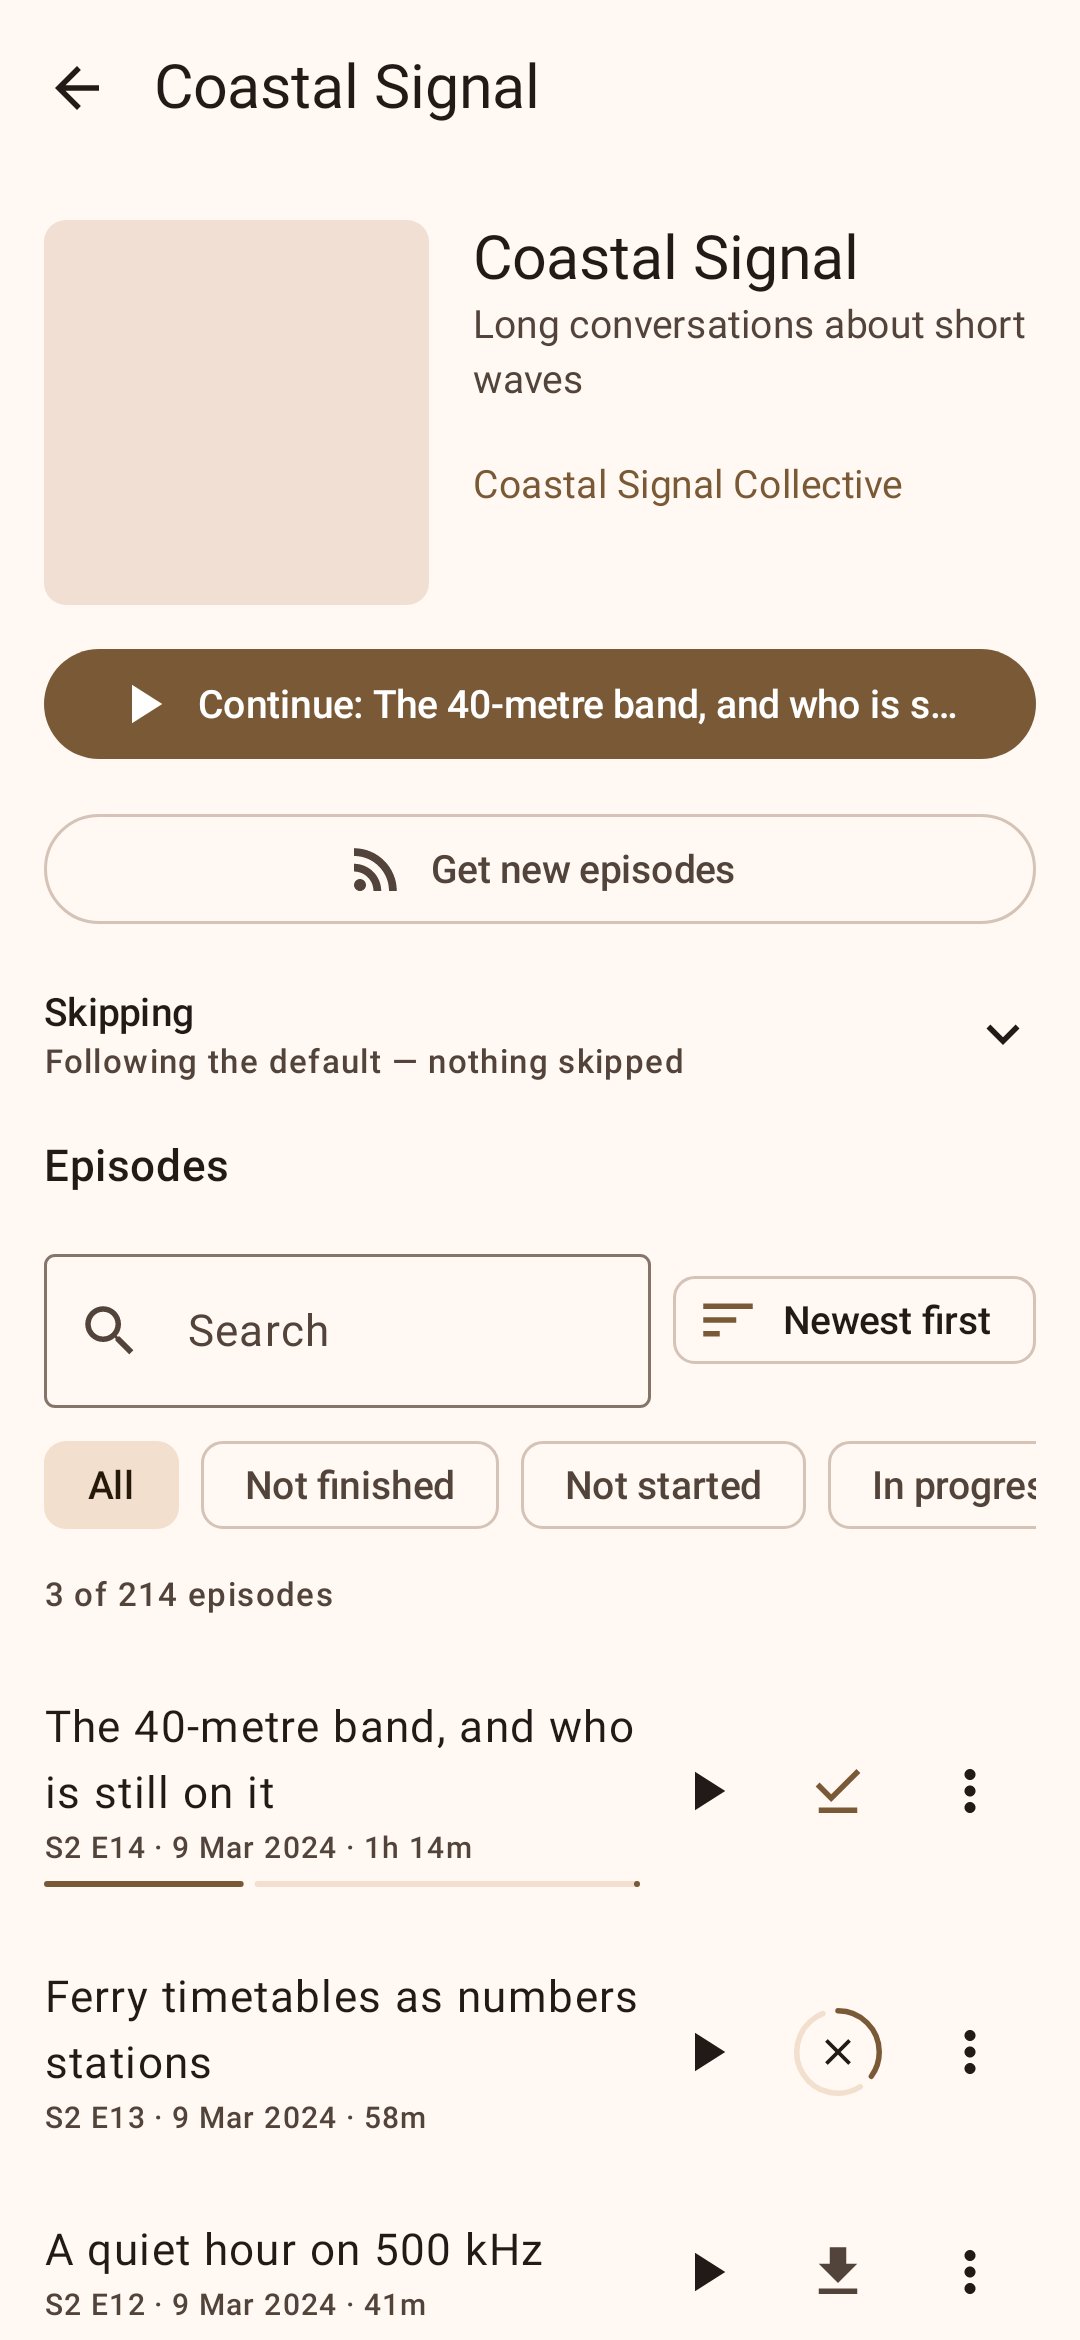 Coastal Signal
Coastal Signal
Long conversations about short
waves
Coastal Signal Collective
Continue: The 40-metre band, and who is s…
Get new episodes
Skipping
Following the default — nothing skipped
Episodes
Search
Newest first
All
Not finished
Not started
In progres
3 of 214 episodes
The 40-metre band, and who
is still on it
S2 E14 · 9 Mar 2024 · 1h 14m
Ferry timetables as numbers
stations
S2 E13 · 9 Mar 2024 · 58m
A quiet hour on 500 kHz
S2 E12 · 9 Mar 2024 · 41m